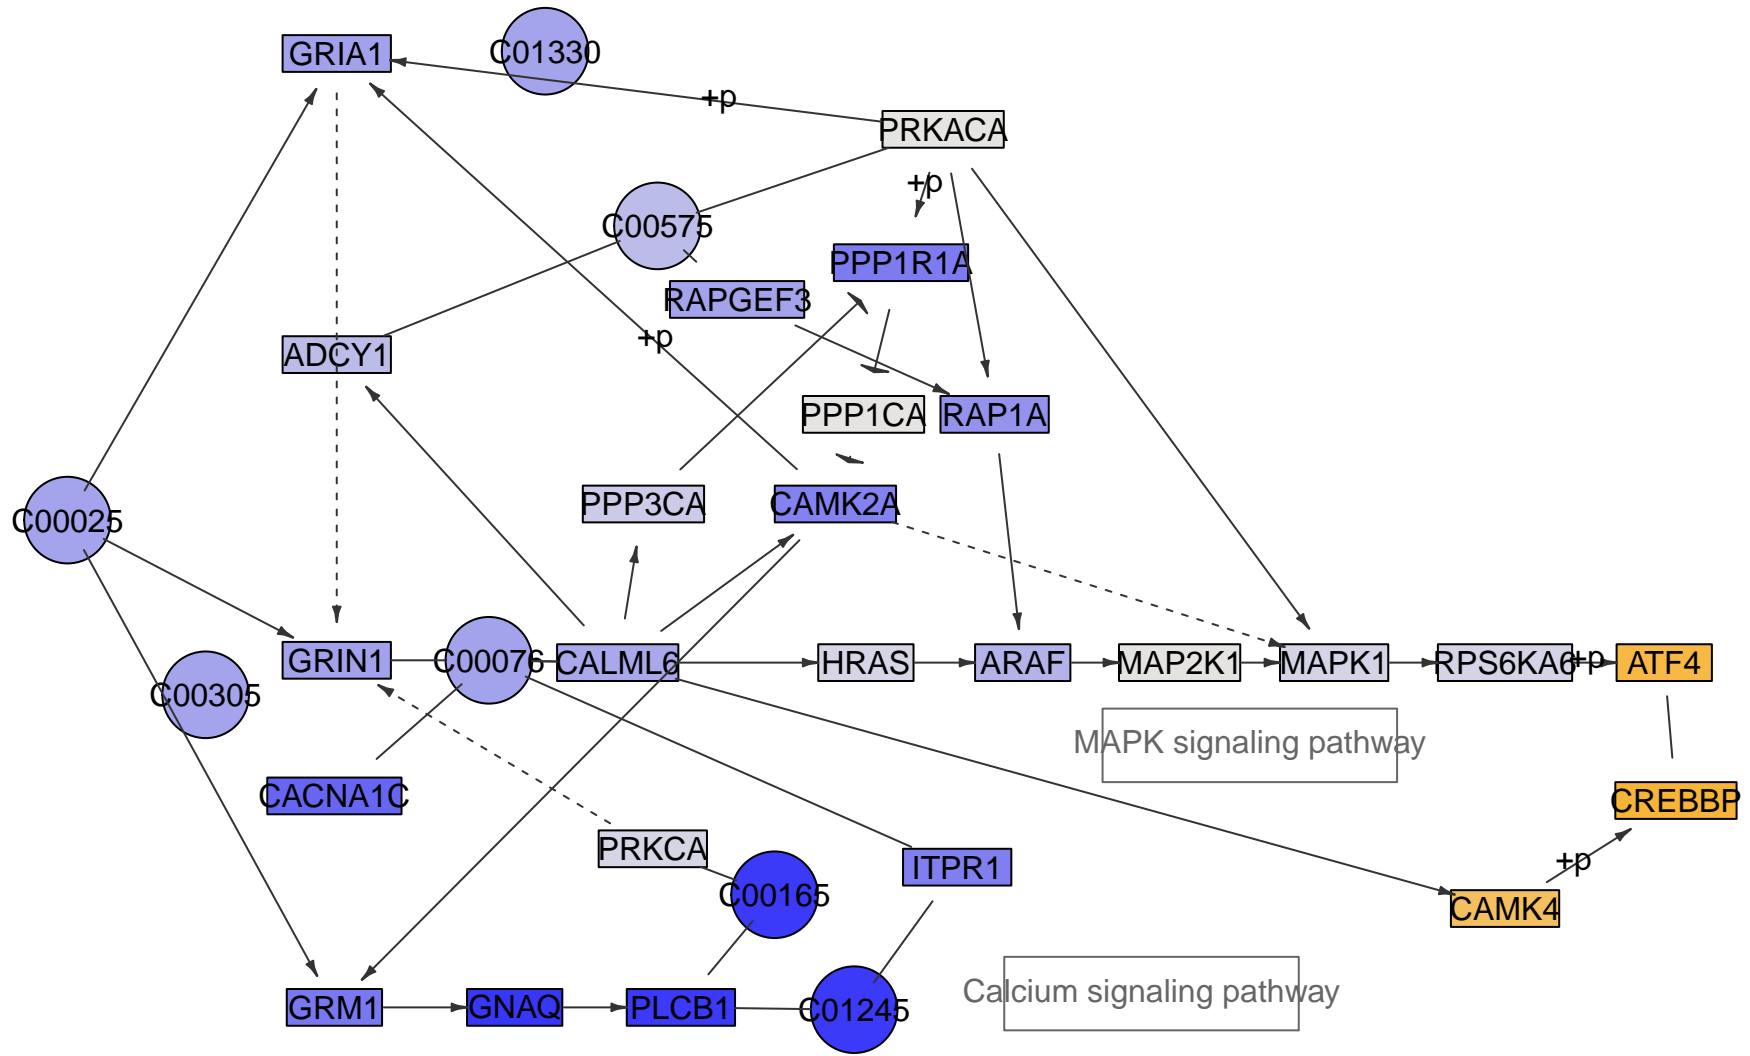 GRIA1
C01330
+p
PRKACA
+p
C00575
PPP1R1A
RAPGEF3
+p
ADCY1
PPP1CA
RAP1A
C00025
PPP3CA
CAMK2A
GRIN1
C00076
CALML6
HRAS
ARAF
MAP2K1
MAPK1
RPS6KA6
+p
ATF4
C00305
MAPK signaling pathway
CACNA1C
CREBBP
PRKCA
ITPR1
+p
C00165
CAMK4
Calcium signaling pathway
GRM1
GNAQ
PLCB1
C01245